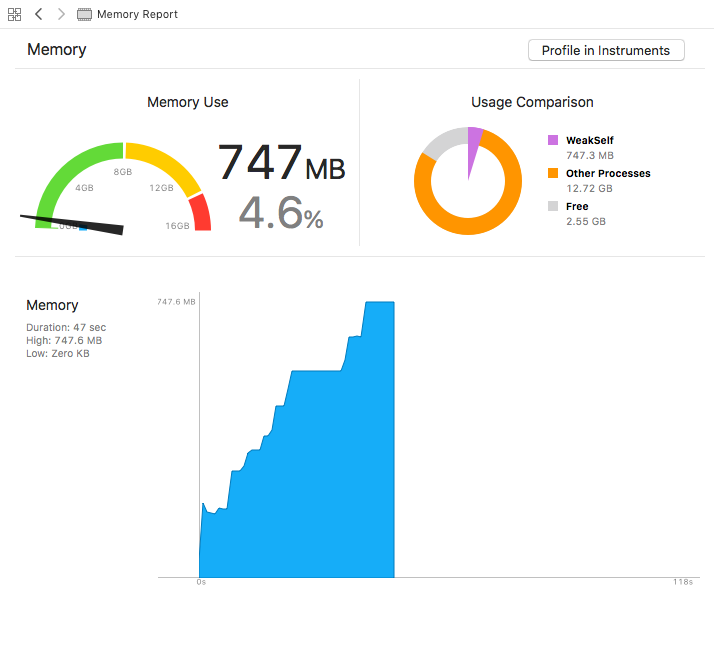 Memory Report
Memory
Profile in Instruments
Memory Use
Usage Comparison
0GB
4GB
8GB
12GB
16GB
747 MB
4.6%
WeakSelf
747.3 MB
Other Processes
12.72 GB
Free
2.55 GB
Memory
Duration: 47 sec
High: 747.6 MB
Low: Zero KB
747.6 MB
0s
118s